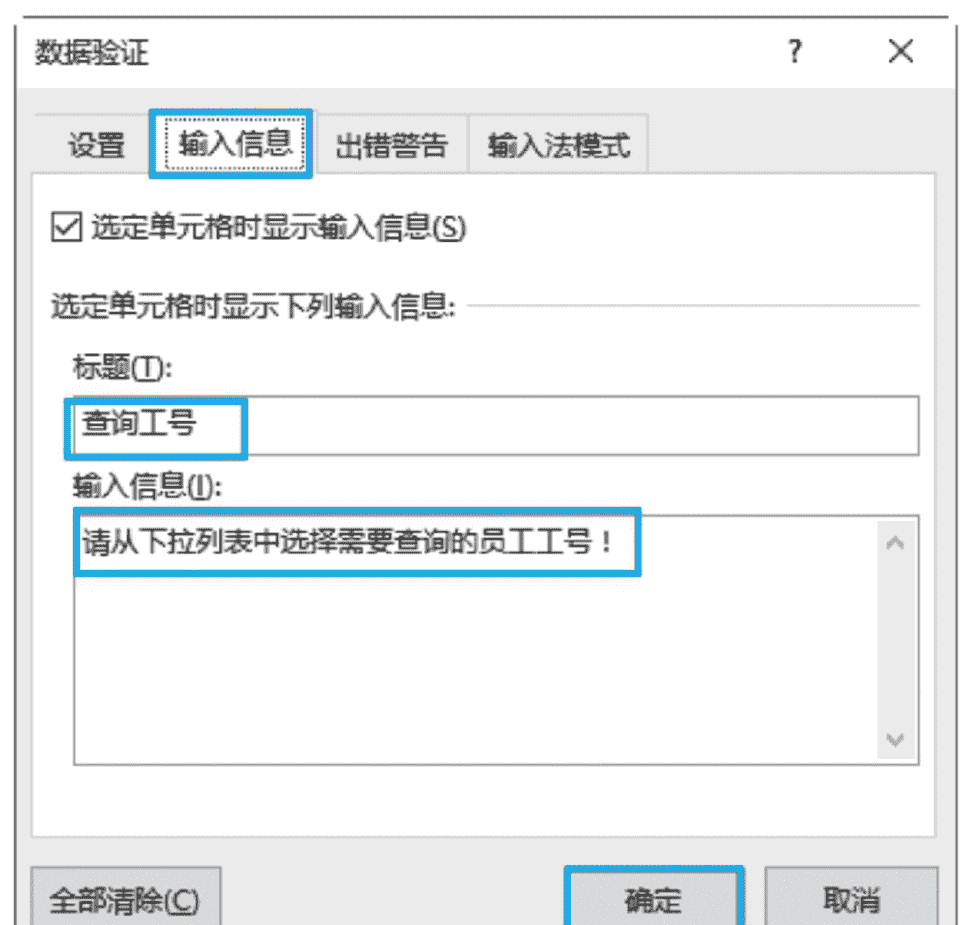 数据验证 ?
设置 输入信息 出错警告 输入法模式
选定单元格时显示输入信息(S)
选定单元格时显示下列输入信息:
标题(T):
查询工号
输入信息(I):
请从下拉列表中选择需要查询的员工工号！
全部清除(C) 确定 取消